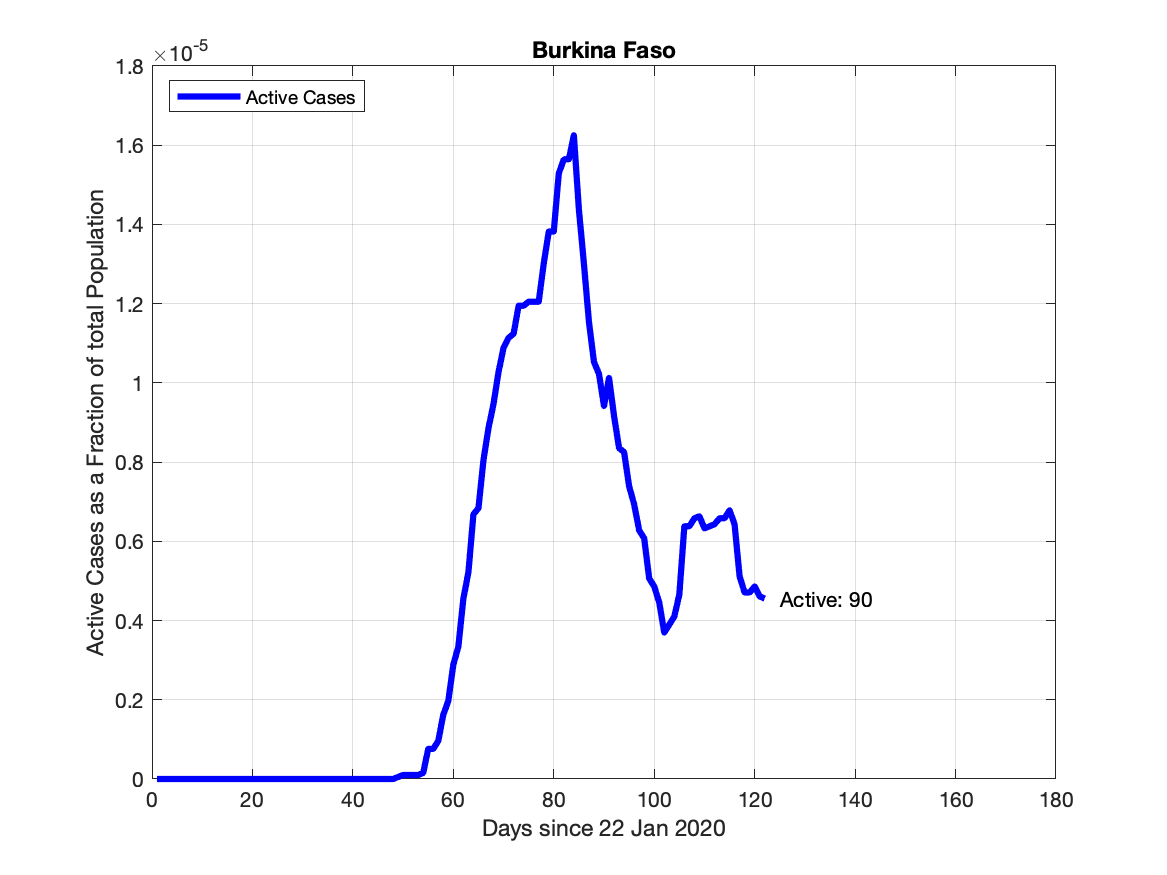 ×10-5
Burkina Faso
Active Cases
1.8
1.6
1.4
1.2
1
0.8
0.6
0.4
0.2
0
Active Cases as a Fraction of total Population
Active: 90
0 20 40 60 80 100 120 140 160 180
Days since 22 Jan 2020